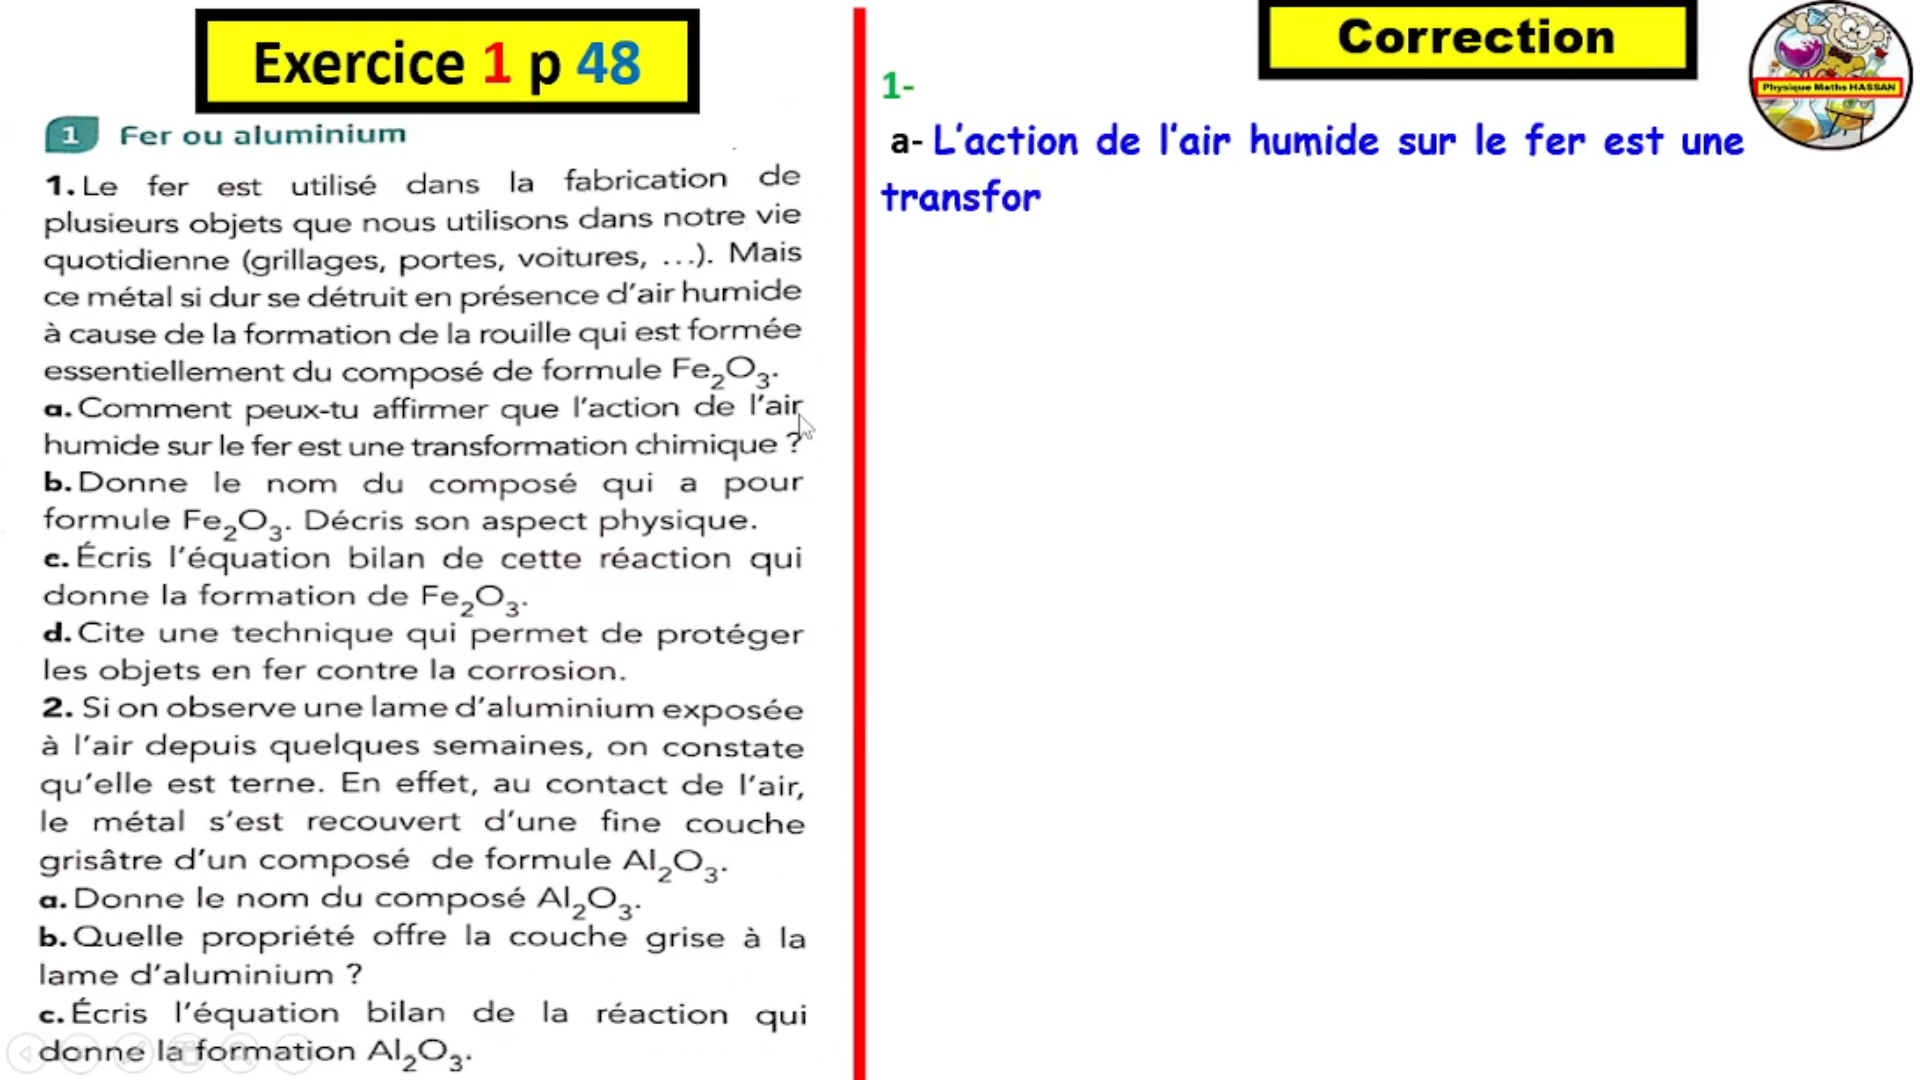 Exercice 1 p 48
1 Fer ou aluminium
1. Le fer est utilisé dans la fabrication de
plusieurs objets que nous utilisons dans notre vie
quotidienne (grillages, portes, voitures, ...). Mais
ce métal si dur se détruit en présence d'air humide
à cause de la formation de la rouille qui est formée
essentiellement du composé de formule Fe₂O₃.
a. Comment peux-tu affirmer que l'action de l'air
humide sur le fer est une transformation chimique ?
b. Donne le nom du composé qui a pour
formule Fe₂O₃. Décris son aspect physique.
c. Écris l'équation bilan de cette réaction qui
donne la formation de Fe₂O₃.
d. Cite une technique qui permet de protéger
les objets en fer contre la corrosion.
2. Si on observe une lame d'aluminium exposée
à l'air depuis quelques semaines, on constate
qu'elle est terne. En effet, au contact de l'air,
le métal s'est recouvert d'une fine couche
grisâtre d'un composé de formule Al₂O₃.
a. Donne le nom du composé Al₂O₃.
b. Quelle propriété offre la couche grise à la
lame d'aluminium ?
c. Écris l'équation bilan de la réaction qui
donne la formation Al₂O₃.
Correction
Physique Maths HASSAN
1-
a- L'action de l'air humide sur le fer est une
transfor